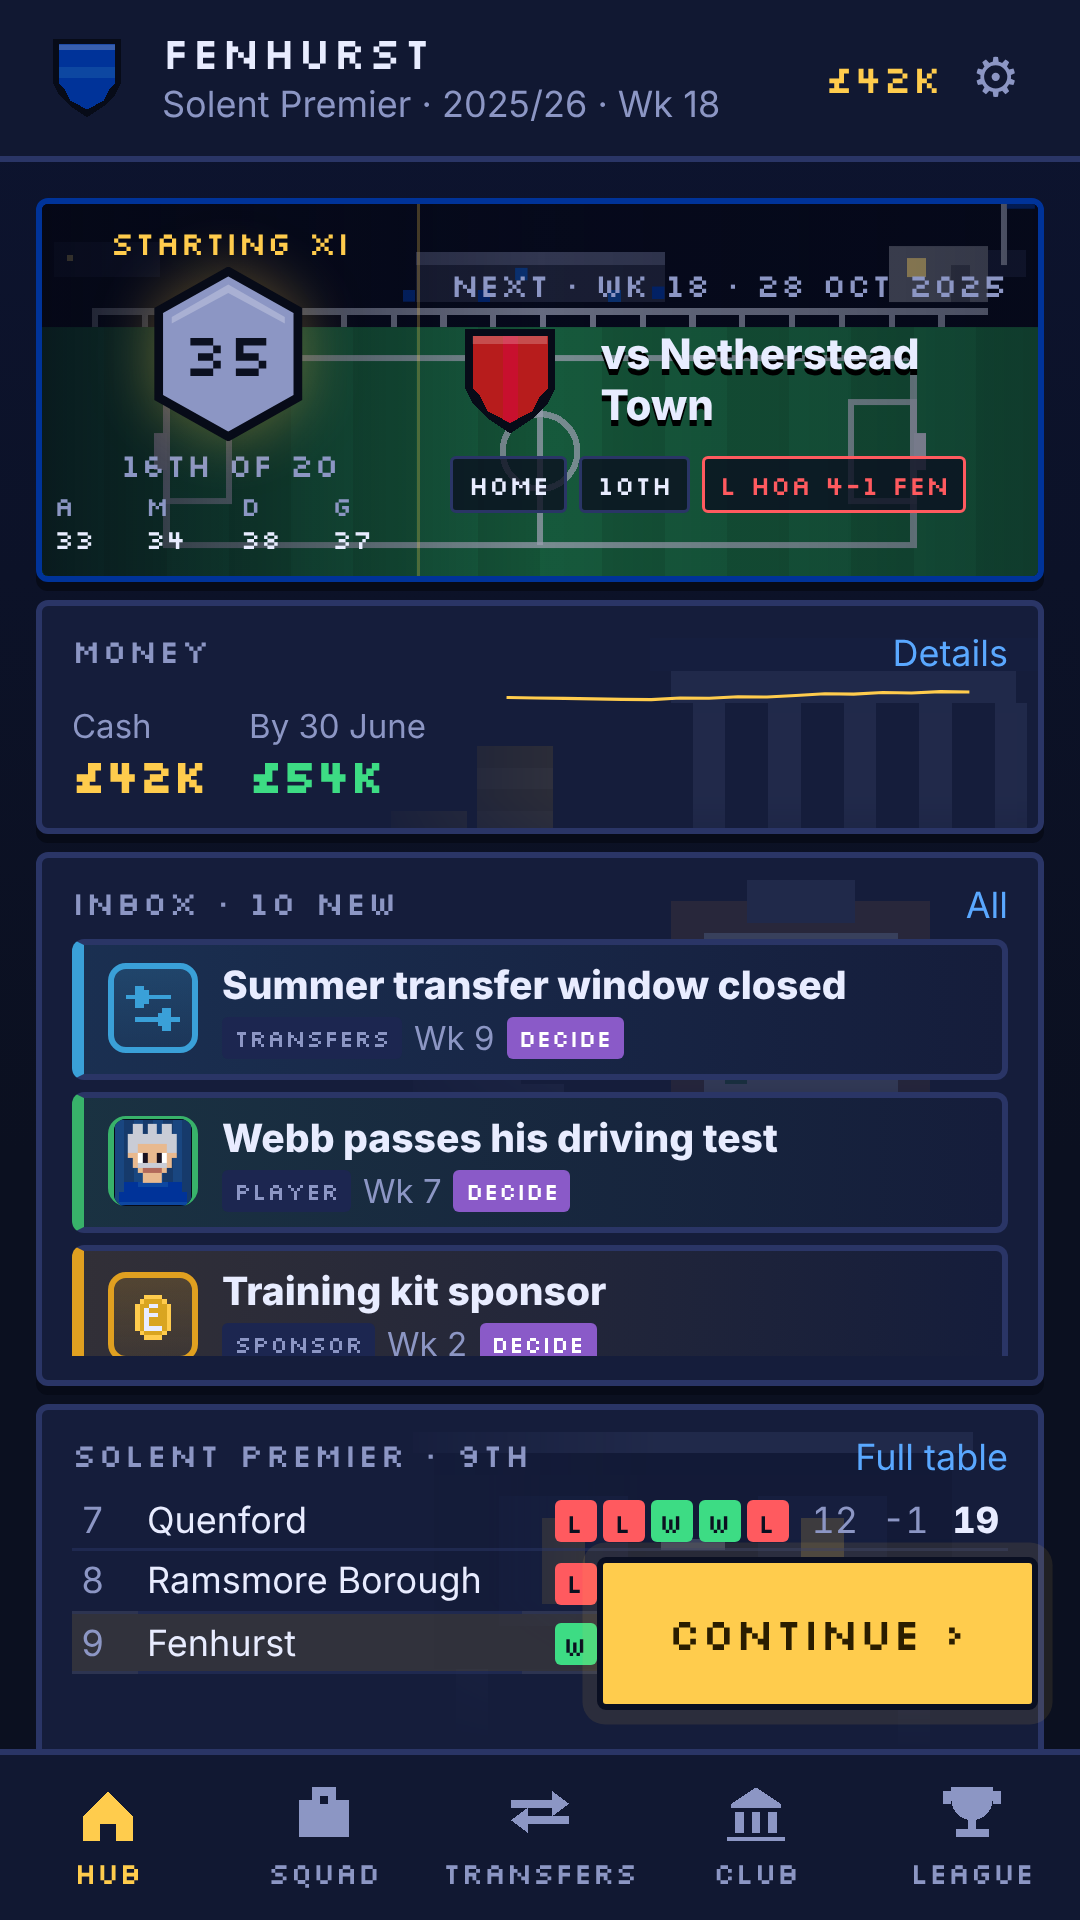 FENHURST
Solent Premier · 2025/26 · Wk 18
£42K
STARTING XI
35
16TH OF 20
A M D G
33 34 38 37
NEXT · WK 18 · 28 OCT 2025
vs Netherstead
Town
HOME 10TH L HOA 4-1 FEN
MONEY
Details
Cash By 30 June
£42K £54K
INBOX · 10 NEW
All
Summer transfer window closed
TRANSFERS Wk 9 DECIDE
Webb passes his driving test
PLAYER Wk 7 DECIDE
Training kit sponsor
SPONSOR Wk 2 DECIDE
SOLENT PREMIER · 9TH
Full table
7 Quenford L L W W L 12 -1 19
8 Ramsmore Borough L
9 Fenhurst W
CONTINUE ›
HUB SQUAD TRANSFERS CLUB LEAGUE